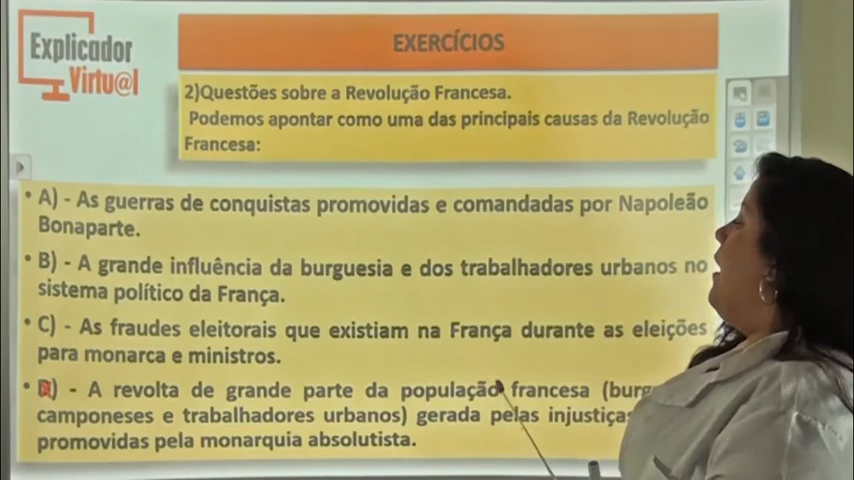 Explicador
Virtu@l
EXERCÍCIOS
2)Questões sobre a Revolução Francesa.
Podemos apontar como uma das principais causas da Revolução
Francesa:
• A) - As guerras de conquistas promovidas e comandadas por Napoleão
Bonaparte.
• B) - A grande influência da burguesia e dos trabalhadores urbanos no
sistema político da França.
• C) - As fraudes eleitorais que existiam na França durante as eleições
para monarca e ministros.
• D) - A revolta de grande parte da população francesa
camponeses e trabalhadores urbanos) gerada pelas
promovidas pela monarquia absolutista.